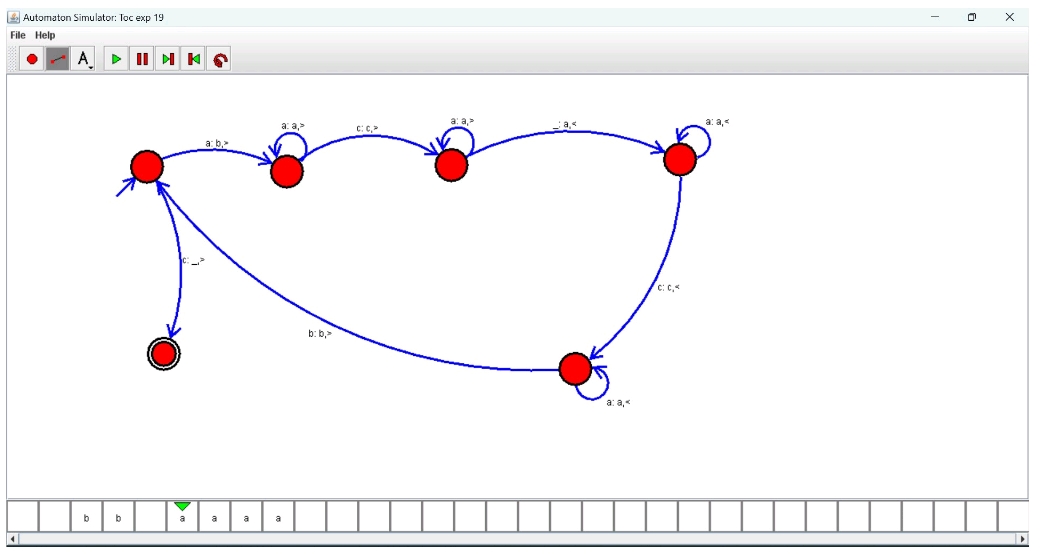 Automaton Simulator: Toc exp 19
File Help
A
a: a,>
c: c,>
a: a,>
_: a,<
a: a,<
a: b,>
c: _,>
c: c,<
b: b,>
a: a,<
b b a a a a